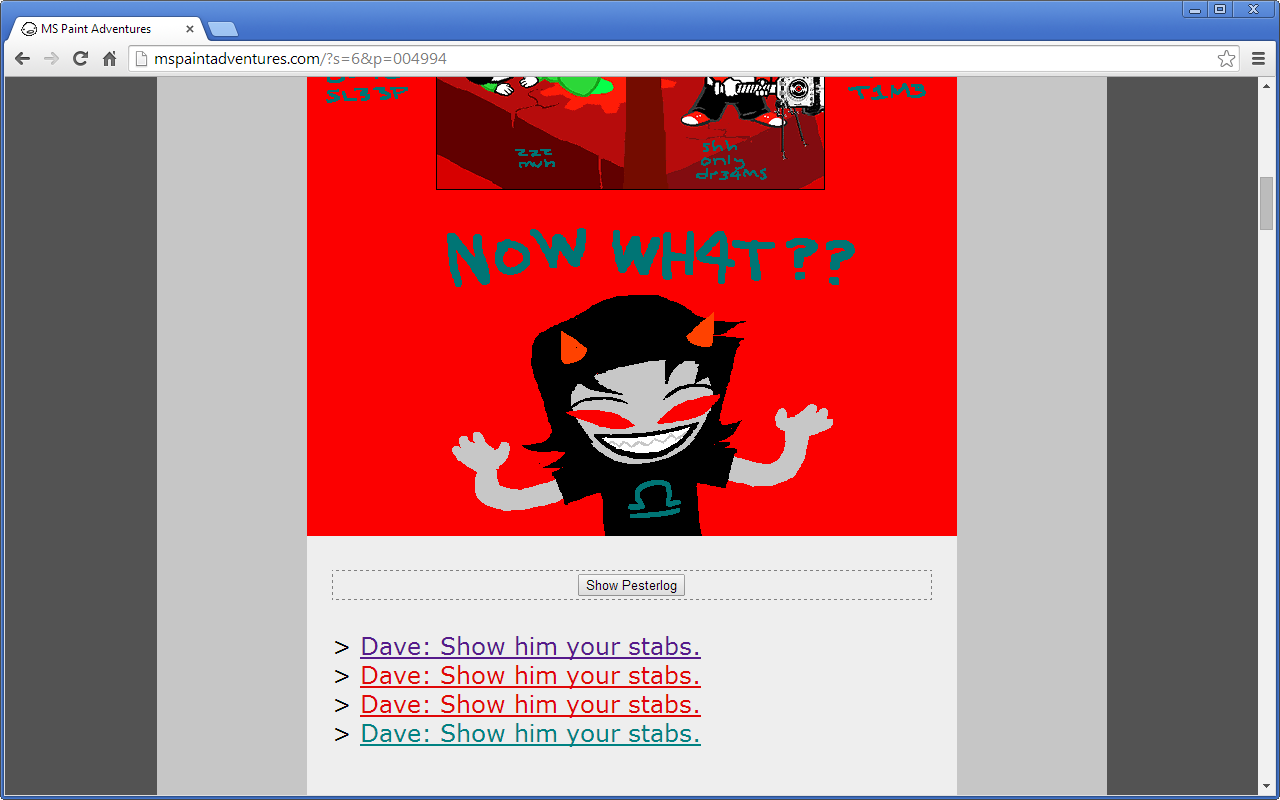 MS Paint Adventures
mspaintadventures.com/?s=6&p=004994
SL33P
T1M3
zzz
mvh
shh
only
dr34ms
NOW WH4T??
Show Pesterlog
> Dave: Show him your stabs.
> Dave: Show him your stabs.
> Dave: Show him your stabs.
> Dave: Show him your stabs.